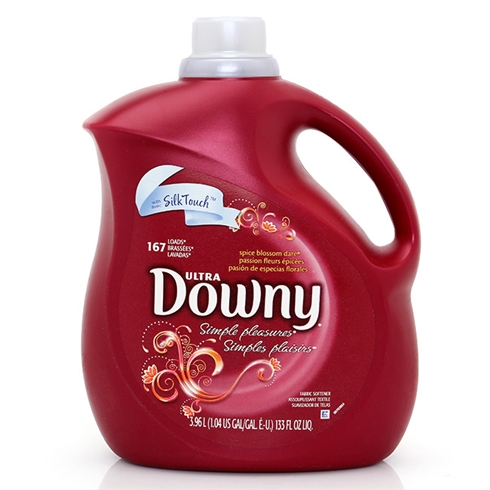 with
Silk Touch™
167 LOADS*
BRASSÉES*
LAVADAS*
spice blossom dare™
passion fleurs épicées
pasión de especias florales
ULTRA
Downy
Simple pleasures™
Simples plaisirs™
FABRIC SOFTENER
ASSOUPLISSANT TEXTILE
SUAVIZADOR DE TELAS
3.96 L (1.04 US GAL/GAL É-U.) 133 FL OZ LIQ.